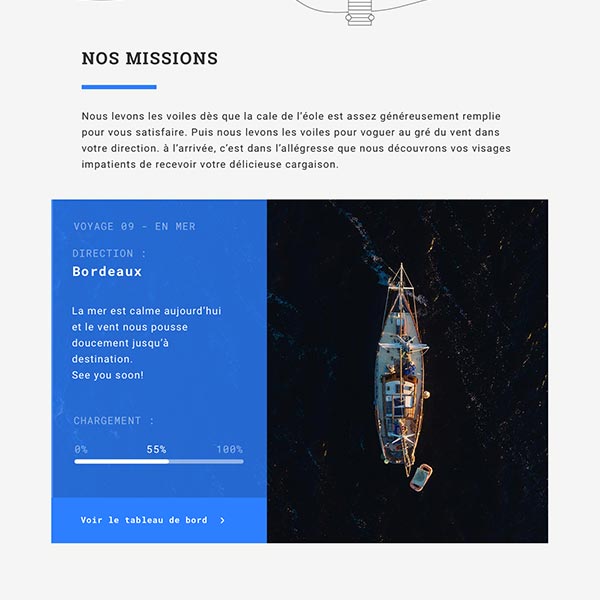 NOS MISSIONS
Nous levons les voiles dès que la cale de l'éole est assez généreusement remplie
pour vous satisfaire. Puis nous levons les voiles pour voguer au gré du vent dans
votre direction. à l'arrivée, c'est dans l'allégresse que nous découvrons vos visages
impatients de recevoir votre délicieuse cargaison.
VOYAGE 09 - EN MER
DIRECTION :
Bordeaux
La mer est calme aujourd'hui
et le vent nous pousse
doucement jusqu'à
destination.
See you soon!
CHARGEMENT :
0% 55% 100%
Voir le tableau de bord >